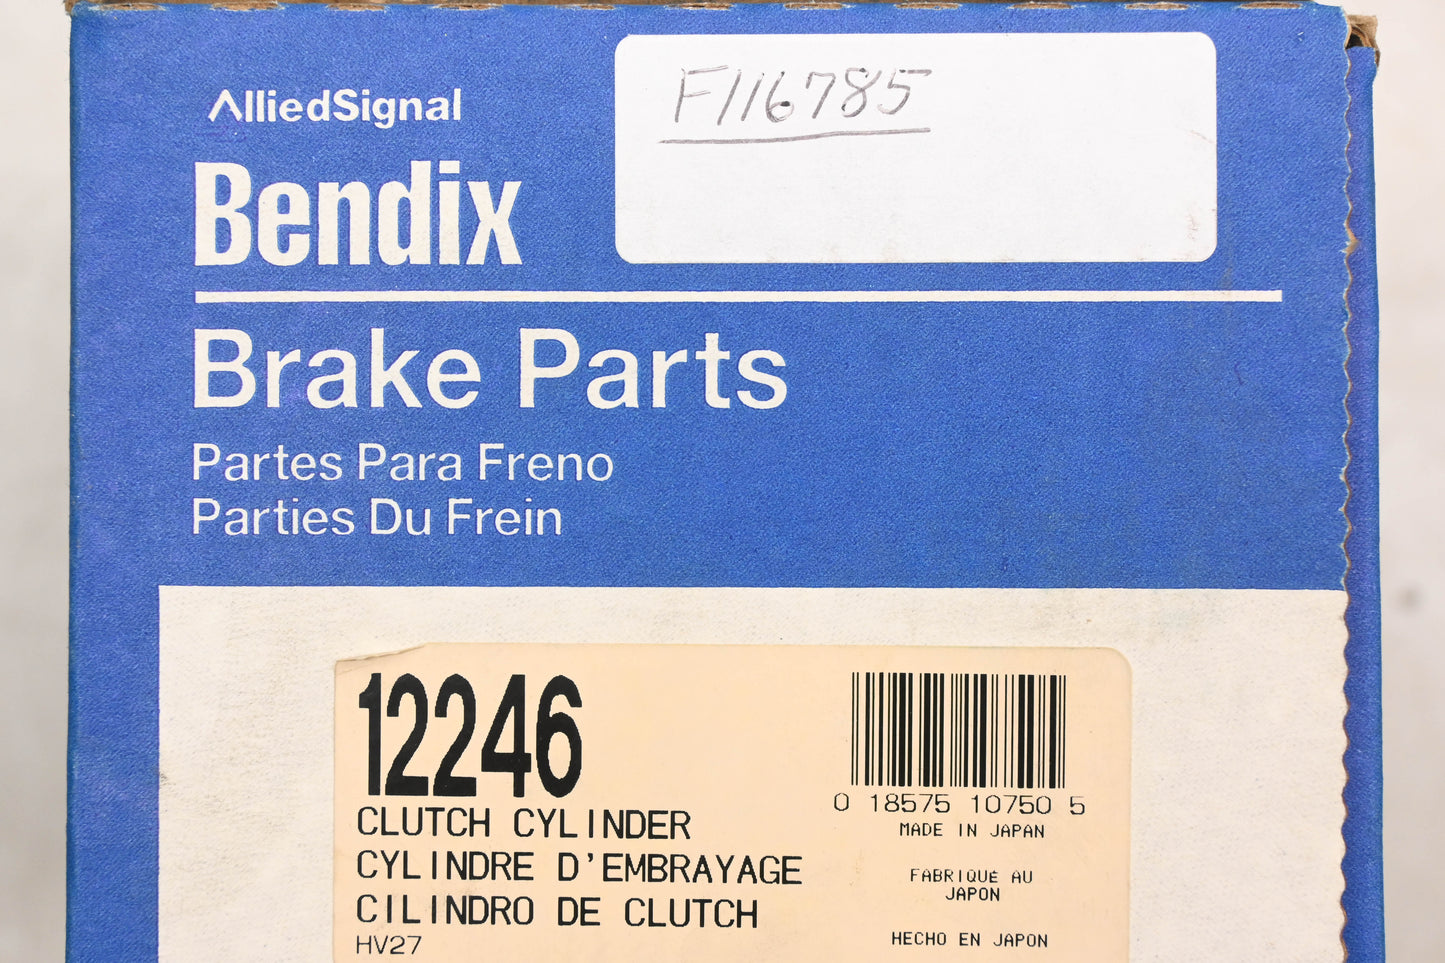 AlliedSignal
Bendix
F116785
Brake Parts
Partes Para Freno
Parties Du Frein
12246
CLUTCH CYLINDER
CYLINDRE D'EMBRAYAGE
CILINDRO DE CLUTCH
HV27
0 18575 10750 5
MADE IN JAPAN
FABRIQUÉ AU
JAPON
HECHO EN JAPON